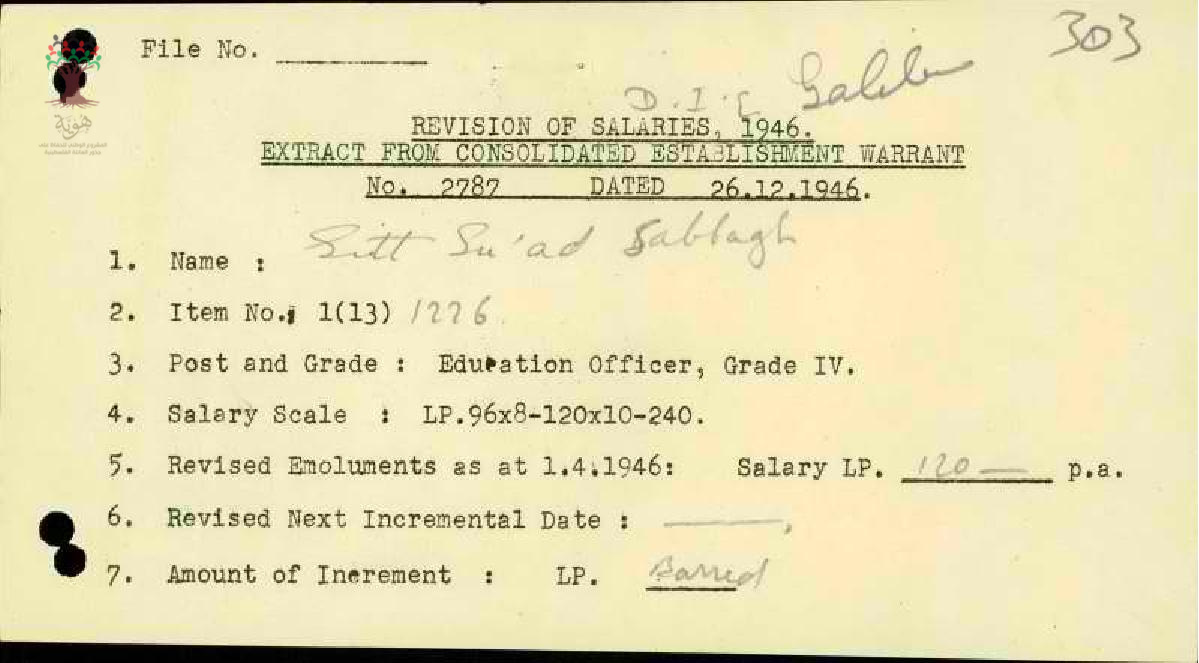 303
File No.
D.I.E Galilee
هوية
REVISION OF SALARIES, 1946.
EXTRACT FROM CONSOLIDATED ESTABLISHMENT WARRANT
No. 2787 DATED 26.12.1946.
1. Name : Sitt Su'ad Sabbagh
2. Item No.; 1(13) 1226
3. Post and Grade : Education Officer, Grade IV.
4. Salary Scale : LP.96x8-120x10-240.
5. Revised Emoluments as at 1.4.1946: Salary LP. 120 — p.a.
6. Revised Next Incremental Date : —
7. Amount of Increment : LP. Barred